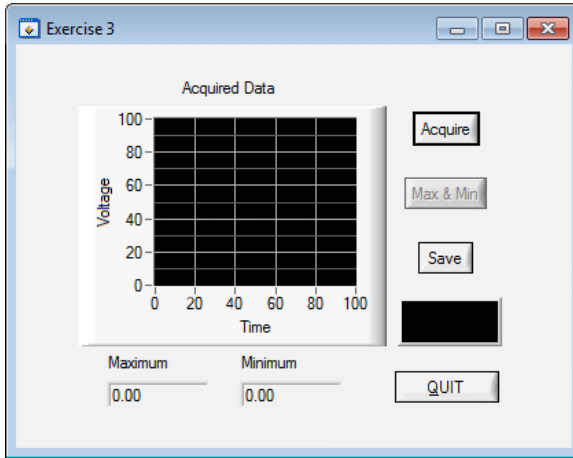 Exercise 3
Acquired Data
Voltage
100
80
60
40
20
0
0 20 40 60 80 100
Time
Acquire
Max & Min
Save
Maximum Minimum
0.00 0.00
QUIT